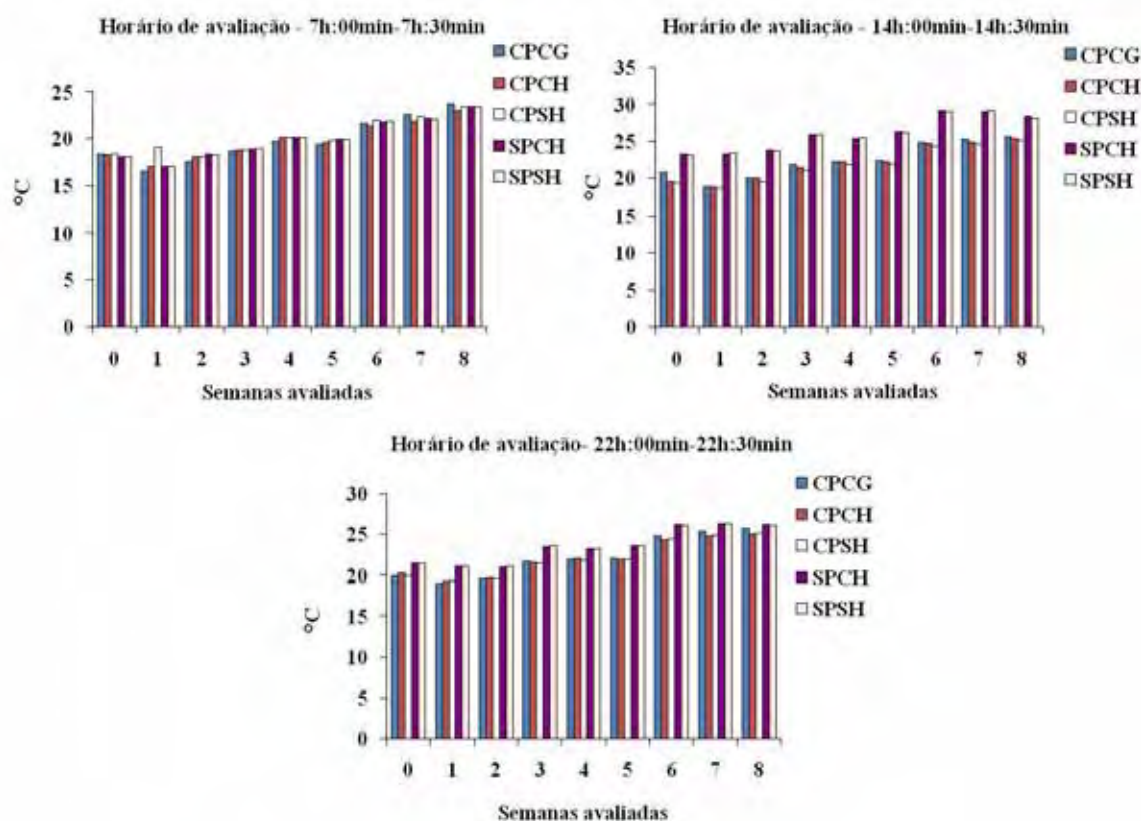 Horário de avaliação - 7h:00min-7h:30min
CPCG
CPCH
CPSH
SPCH
SPSH
25
20
15
10
5
0
°C
0 1 2 3 4 5 6 7 8
Semanas avaliadas
Horário de avaliação - 14h:00min-14h:30min
CPCG
CPCH
CPSH
SPCH
SPSH
35
30
25
20
15
10
5
0
°C
0 1 2 3 4 5 6 7 8
Semanas avaliadas
Horário de avaliação- 22h:00min-22h:30min
CPCG
CPCH
CPSH
SPCH
SPSH
30
25
20
15
10
5
0
°C
0 1 2 3 4 5 6 7 8
Semanas avaliadas